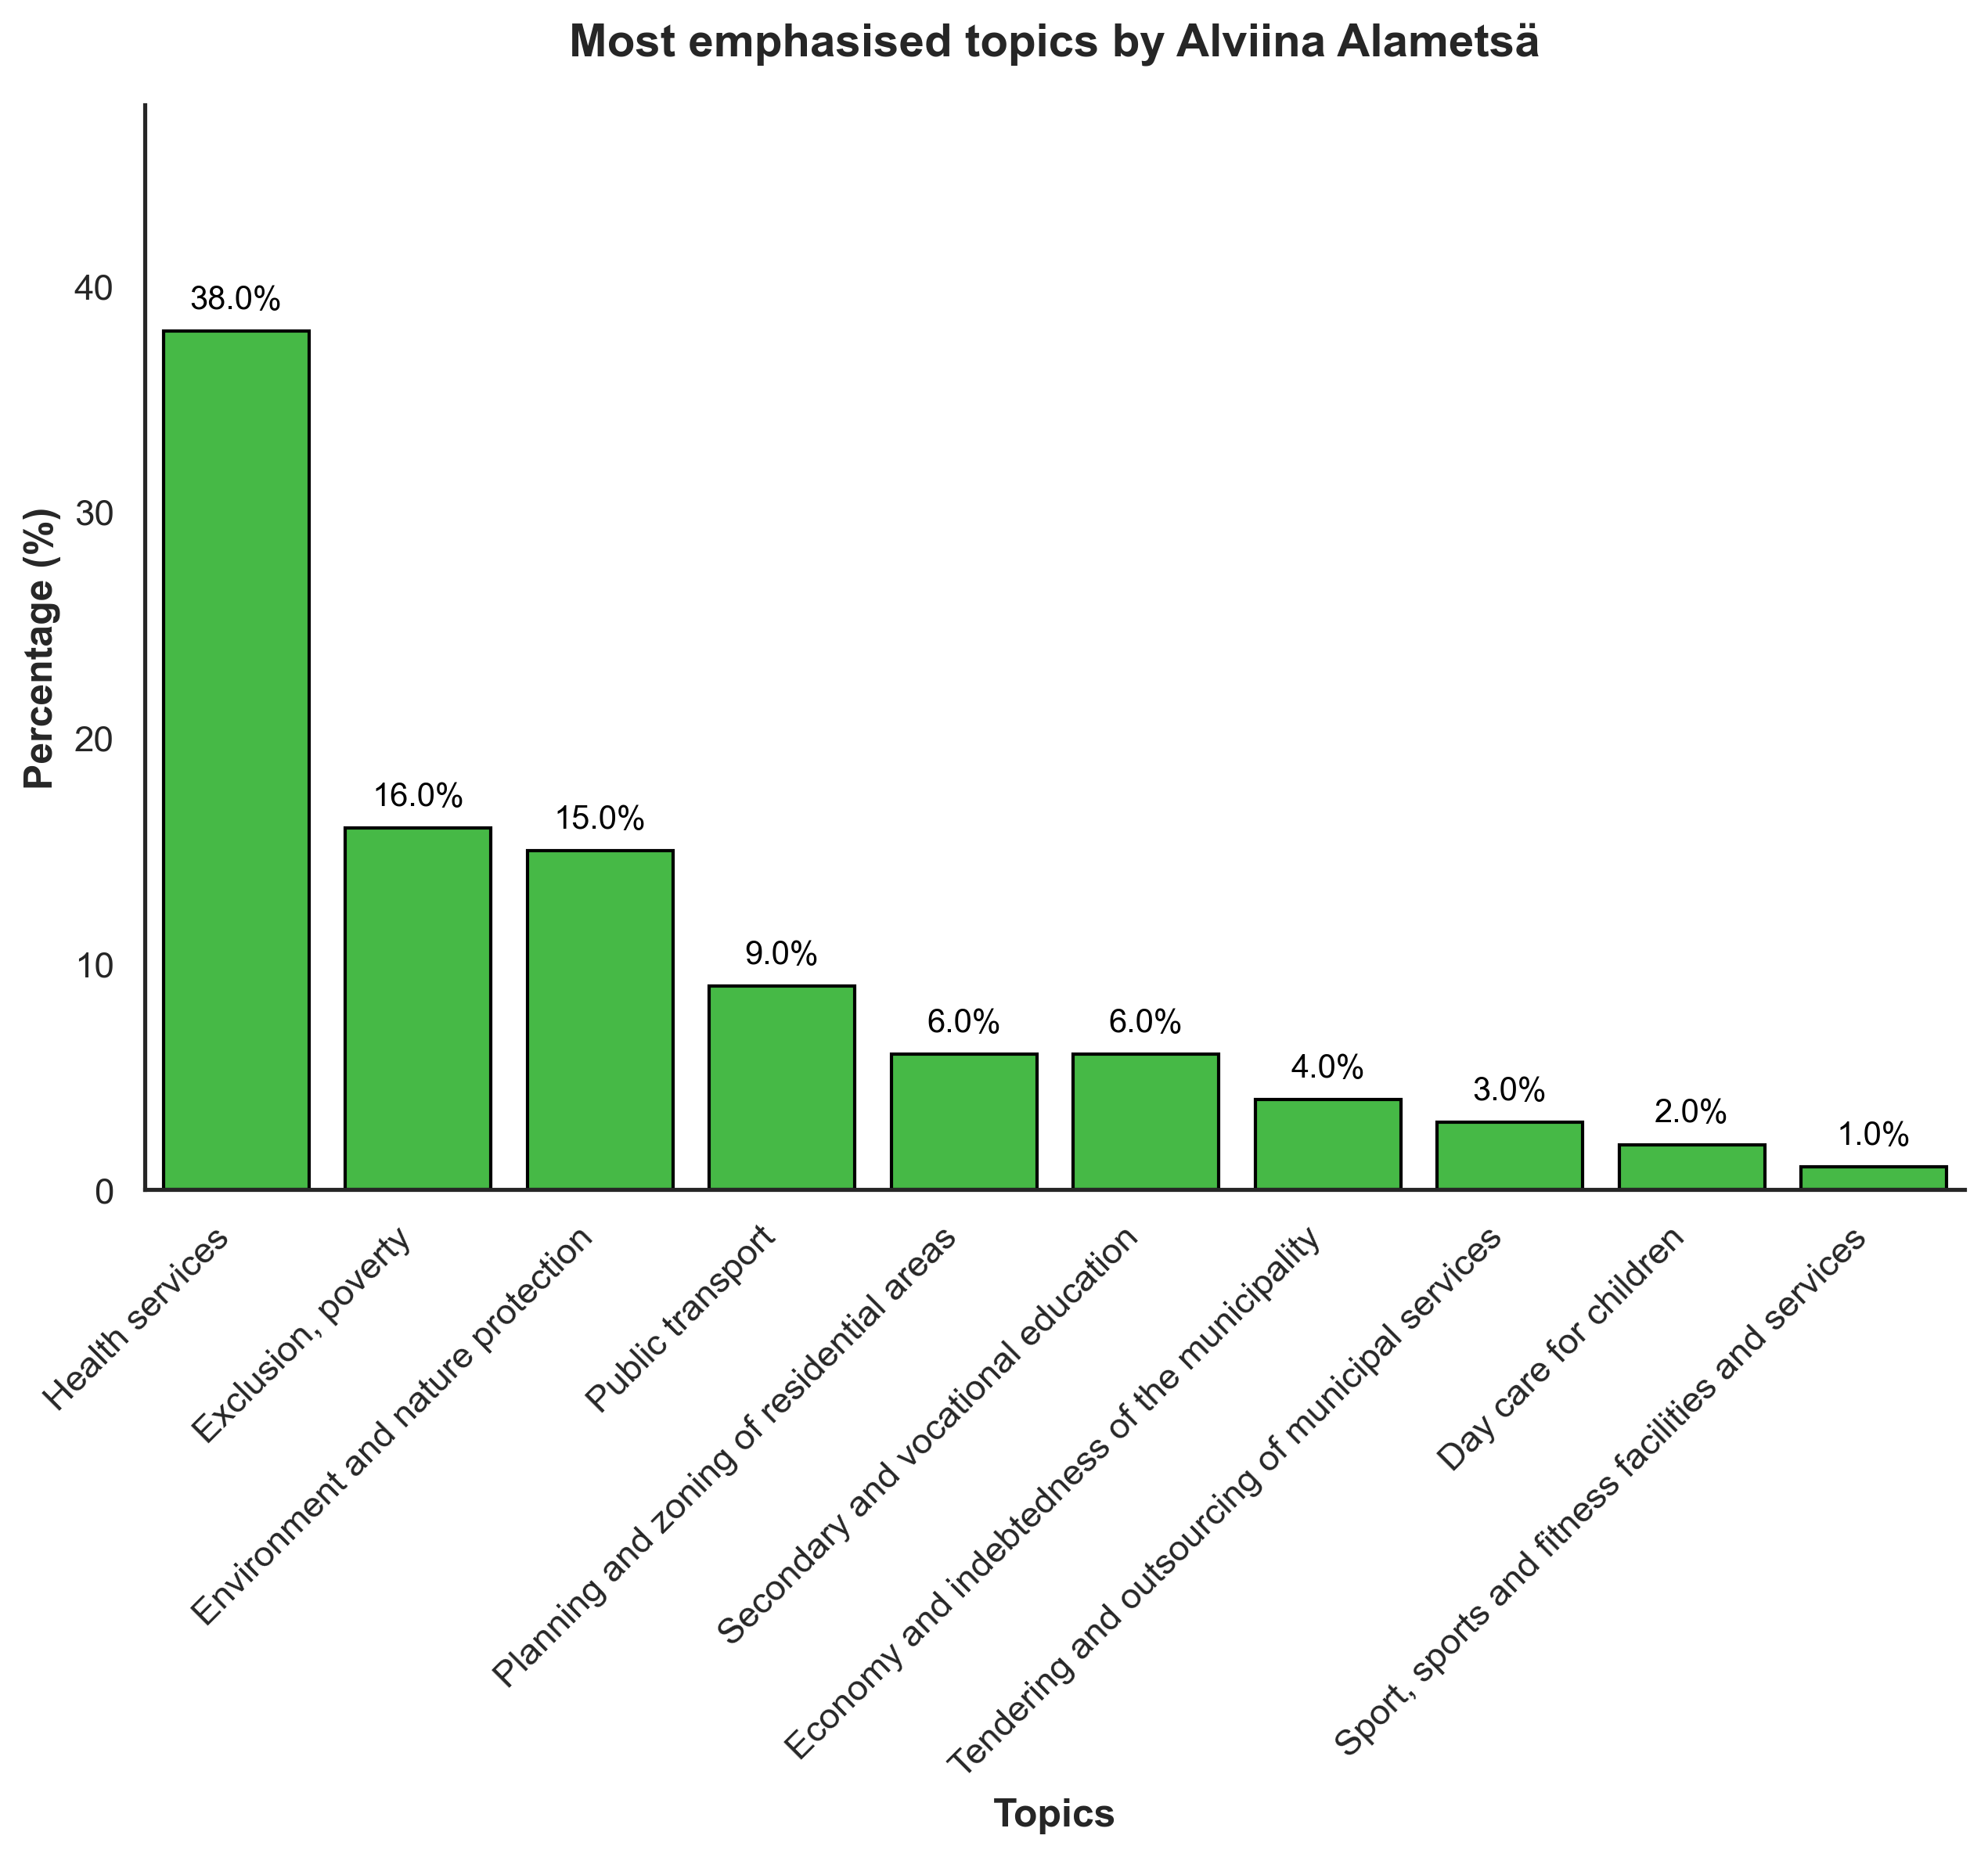 Most emphasised topics by Alviina Alametsä
Percentage (%)
40
30
20
10
0
38.0%
16.0%
15.0%
9.0%
6.0%
6.0%
4.0%
3.0%
2.0%
1.0%
Health services
Exclusion, poverty
Environment and nature protection
Public transport
Planning and zoning of residential areas
Secondary and vocational education
Economy and indebtedness of the municipality
Tendering and outsourcing of municipal services
Day care for children
Sport, sports and fitness facilities and services
Topics